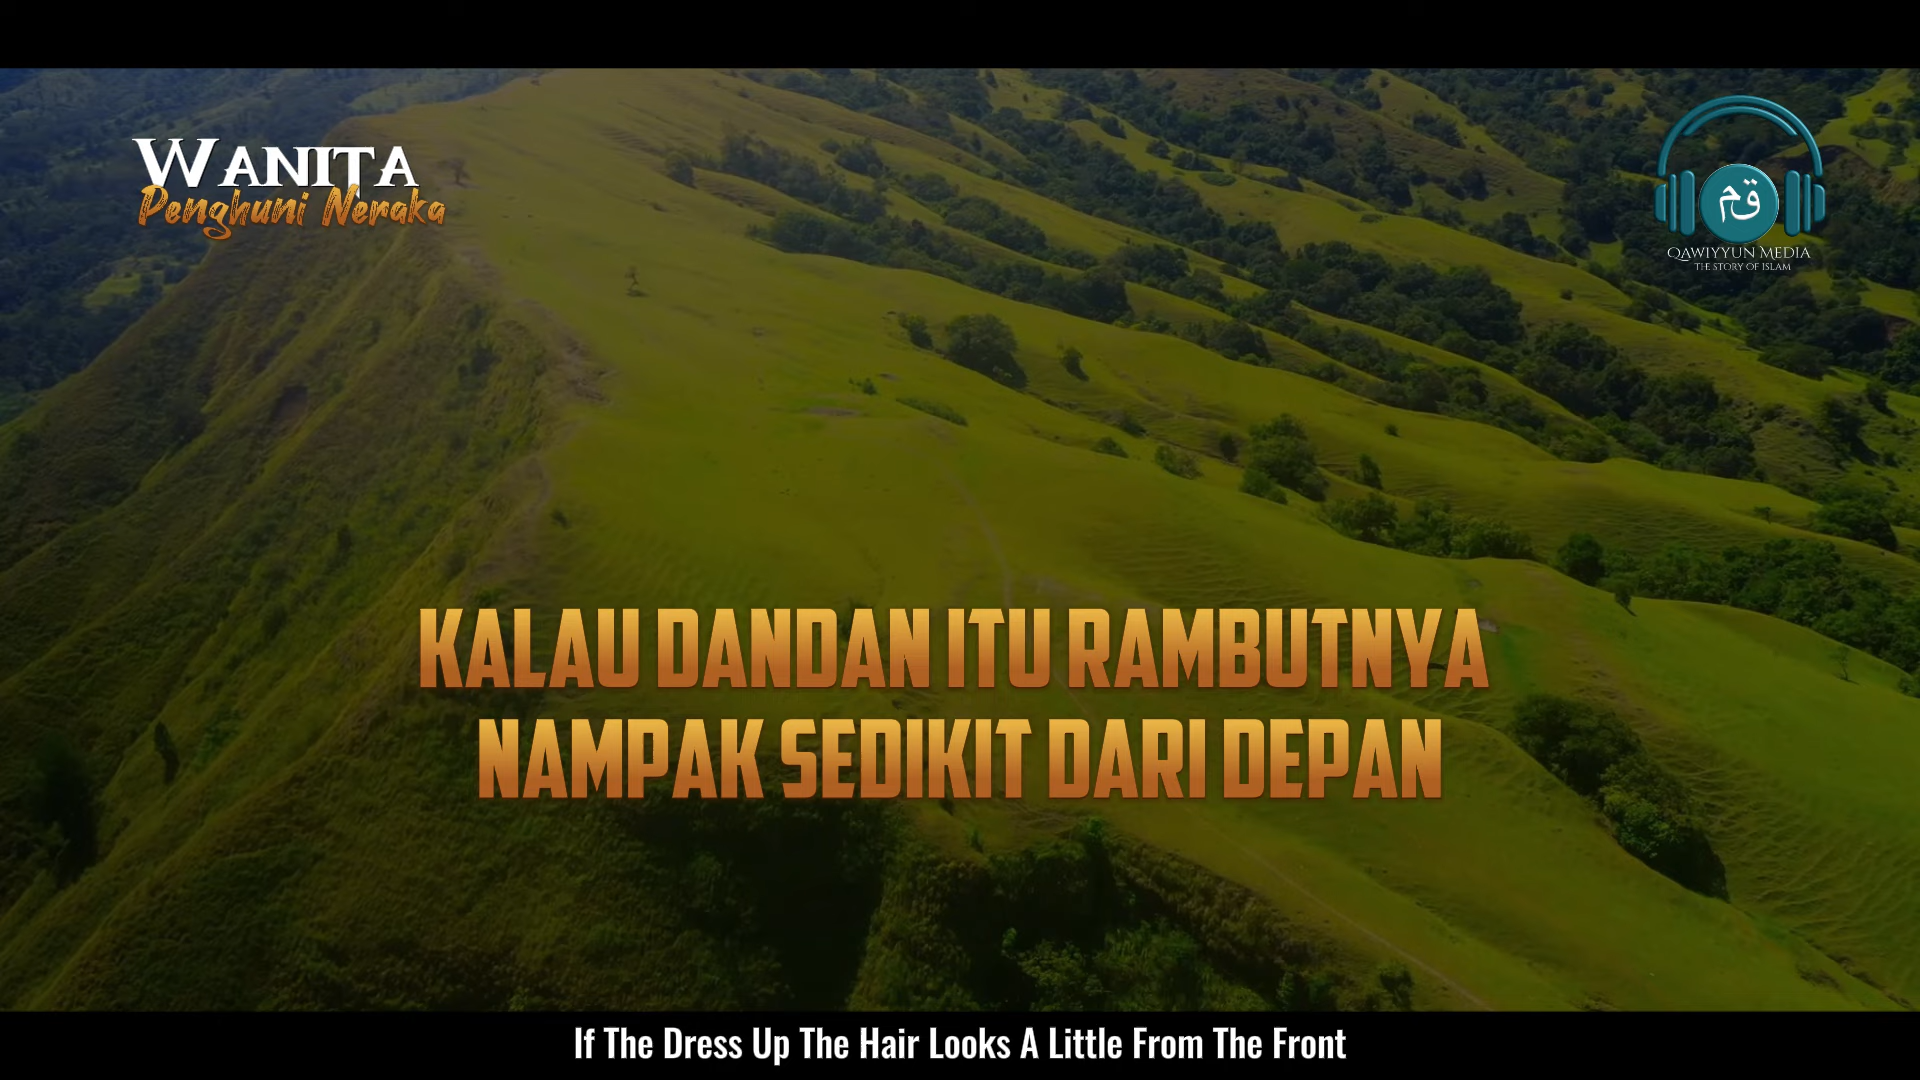 WANITA
Penghuni Neraka
قم
QAWIYYUN MEDIA
THE STORY OF ISLAM
KALAU DANDAN ITU RAMBUTNYA
NAMPAK SEDIKIT DARI DEPAN
If The Dress Up The Hair Looks A Little From The Front